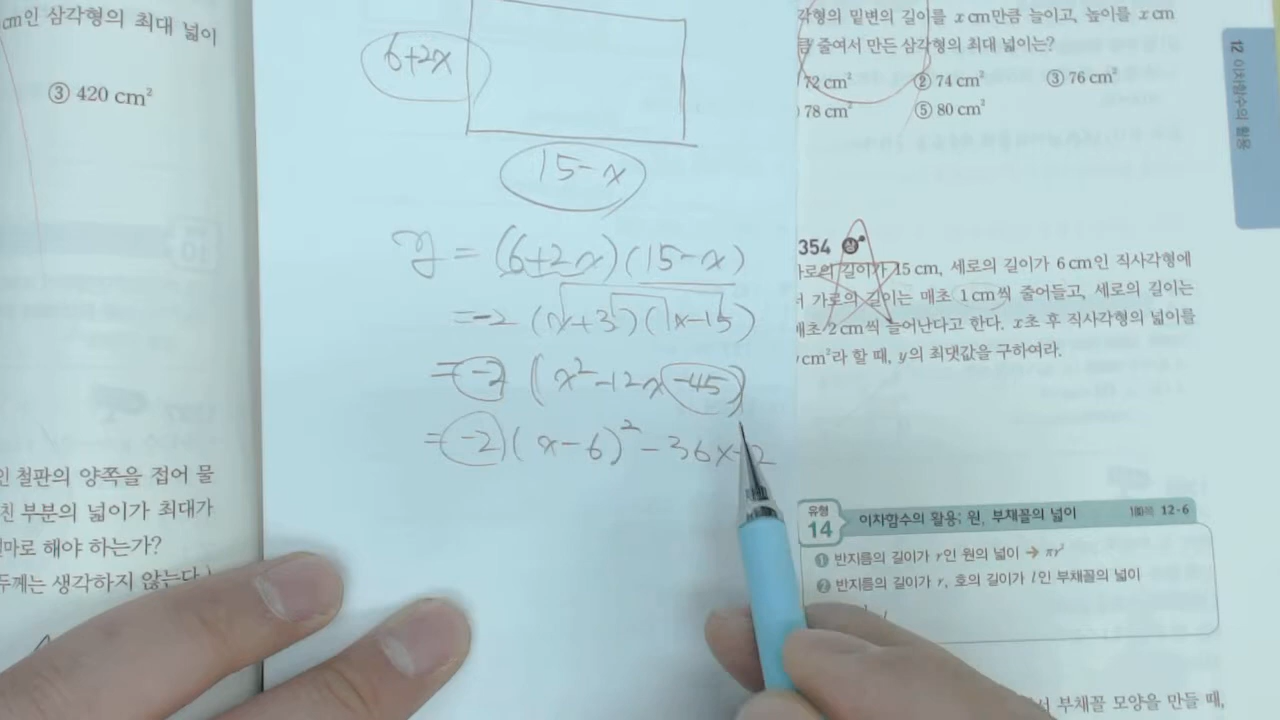 cm인 삼각형의 최대 넓이
③ 420 cm²
인 철판의 양쪽을 접어 물
친 부분의 넓이가 최대가
마로 해야 하는가?
두께는 생각하지 않는다.)
6+2x
15-x
y = (6+2x)(15-x)
=-2 (x+3)(x-15)
=-2 (x²-12x-45)
=-2 (x-6)²-36x-2
각형의 밑변의 길이를 x cm만큼 늘이고, 높이를 x cm
큼 줄여서 만든 삼각형의 최대 넓이는?
72 cm² ② 74 cm² ③ 76 cm²
78 cm² ⑤ 80 cm²
12 이차함수의 활용
354 상
가로의 길이가 15 cm, 세로의 길이가 6 cm인 직사각형에
서 가로의 길이는 매초 1 cm씩 줄어들고, 세로의 길이는
매초 2 cm씩 늘어난다고 한다. x초 후 직사각형의 넓이를
y cm²라 할 때, y의 최댓값을 구하여라.
유형 14 이차함수의 활용; 원, 부채꼴의 넓이 12-6
① 반지름의 길이가 r인 원의 넓이 → πr²
② 반지름의 길이가 r, 호의 길이가 l인 부채꼴의 넓이
서 부채꼴 모양을 만들 때,